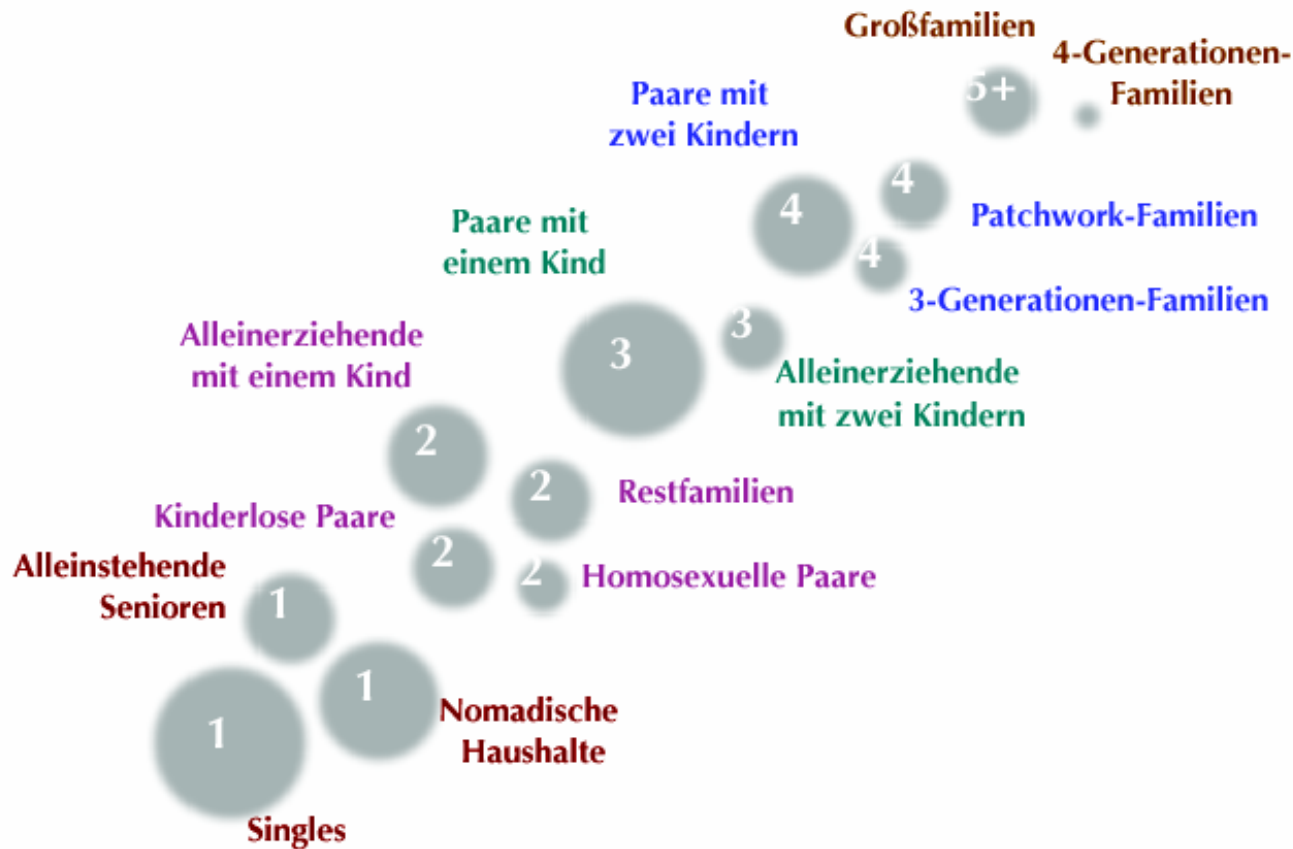 Großfamilien
5+
4-Generationen-
Familien
Paare mit
zwei Kindern
4
4
Patchwork-Familien
4
3-Generationen-Familien
Paare mit
einem Kind
3
3
Alleinerziehende
mit zwei Kindern
Alleinerziehende
mit einem Kind
2
2
Restfamilien
Kinderlose Paare
2
2
Homosexuelle Paare
Alleinstehende
Senioren
1
1
Nomadische
Haushalte
1
Singles